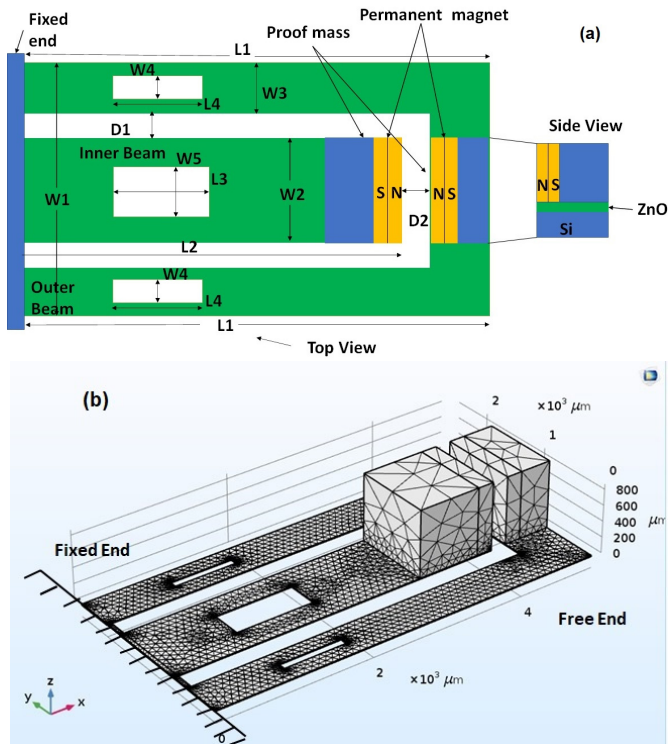 Fixed
end
L1
Proof mass
Permanent magnet
(a)
W4
L4
W3
D1
Inner Beam
W5
L3
W1
W2
S N
D2
N S
L2
W4
L4
Outer
Beam
L1
Top View
Side View
N S
ZnO
Si
(b)
2
×10³ μm
1
0
800
600
400
200
0
μm
Fixed End
4
Free End
2
×10³ μm
0
y
z
x